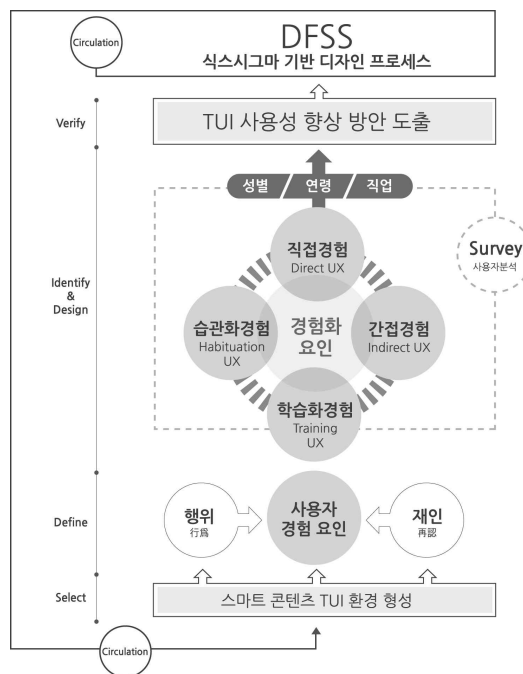 Circulation
DFSS
식스시그마 기반 디자인 프로세스
Verify
TUI 사용성 향상 방안 도출
성별 / 연령 / 직업
직접경험
Direct UX
Survey
사용자분석
Identify
&
Design
습관화경험
Habituation
UX
경험화
요인
간접경험
Indirect UX
학습화경험
Training
UX
Define
행위
行爲
사용자
경험 요인
재인
再認
Select
스마트 콘텐츠 TUI 환경 형성
Circulation